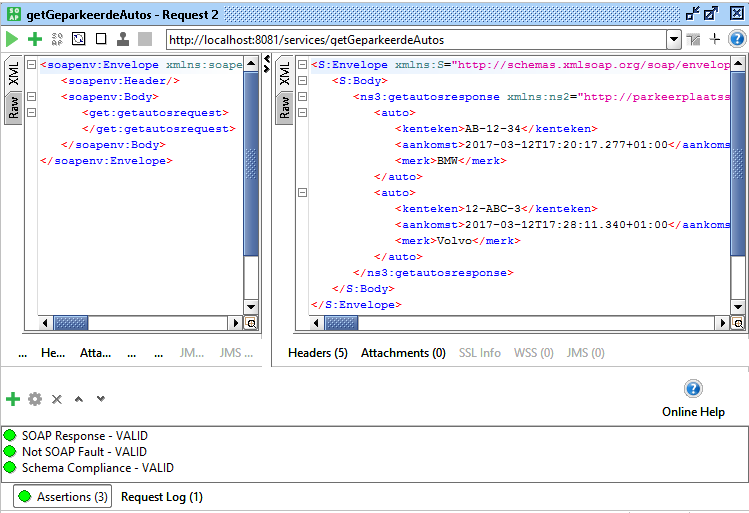 getGeparkeerdeAutos - Request 2
http://localhost:8081/services/getGeparkeerdeAutos
XML
Raw
<soapenv:Envelope xmlns:soape
<soapenv:Header/>
<soapenv:Body>
<get:getautosrequest>
</get:getautosrequest>
</soapenv:Body>
</soapenv:Envelope>
XML
Raw
<S:Envelope xmlns:S="http://schemas.xmlsoap.org/soap/envelop
<S:Body>
<ns3:getautosresponse xmlns:ns2="http://parkeerplaatss
<auto>
<kenteken>AB-12-34</kenteken>
<aankomst>2017-03-12T17:20:17.277+01:00</aankoms
<merk>BMW</merk>
</auto>
<auto>
<kenteken>12-ABC-3</kenteken>
<aankomst>2017-03-12T17:28:11.340+01:00</aankoms
<merk>Volvo</merk>
</auto>
</ns3:getautosresponse>
</S:Body>
</S:Envelope>
... He... Atta... ... ... JM... JMS ...
Headers (5) Attachments (0) SSL Info WSS (0) JMS (0)
Online Help
SOAP Response - VALID
Not SOAP Fault - VALID
Schema Compliance - VALID
Assertions (3) Request Log (1)